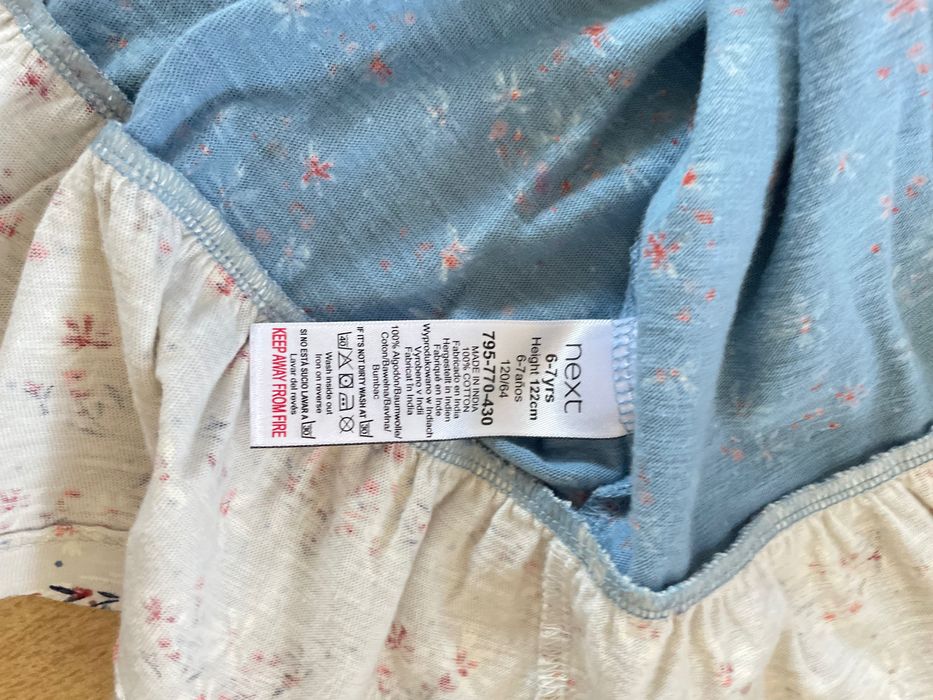 next
6-7yrs
Height 122cm
6-7años
120/64
795-770-430
MADE IN INDIA
100% COTTON
Fabricado en India
Hergestellt in Indien
Fabriqué en Inde
Wyprodukowano w Indiach
Vyrobeno v Indii
Fabricat în India
100% Algodón/Baumwolle/
Coton/Bawełna/Bavlna/
Bumbac
IF IT'S NOT DIRTY WASH AT 30
40
Wash inside out
Iron on reverse
SI NO ESTÁ SUCIO LAVAR A 30
Lavar del revés
KEEP AWAY FROM FIRE